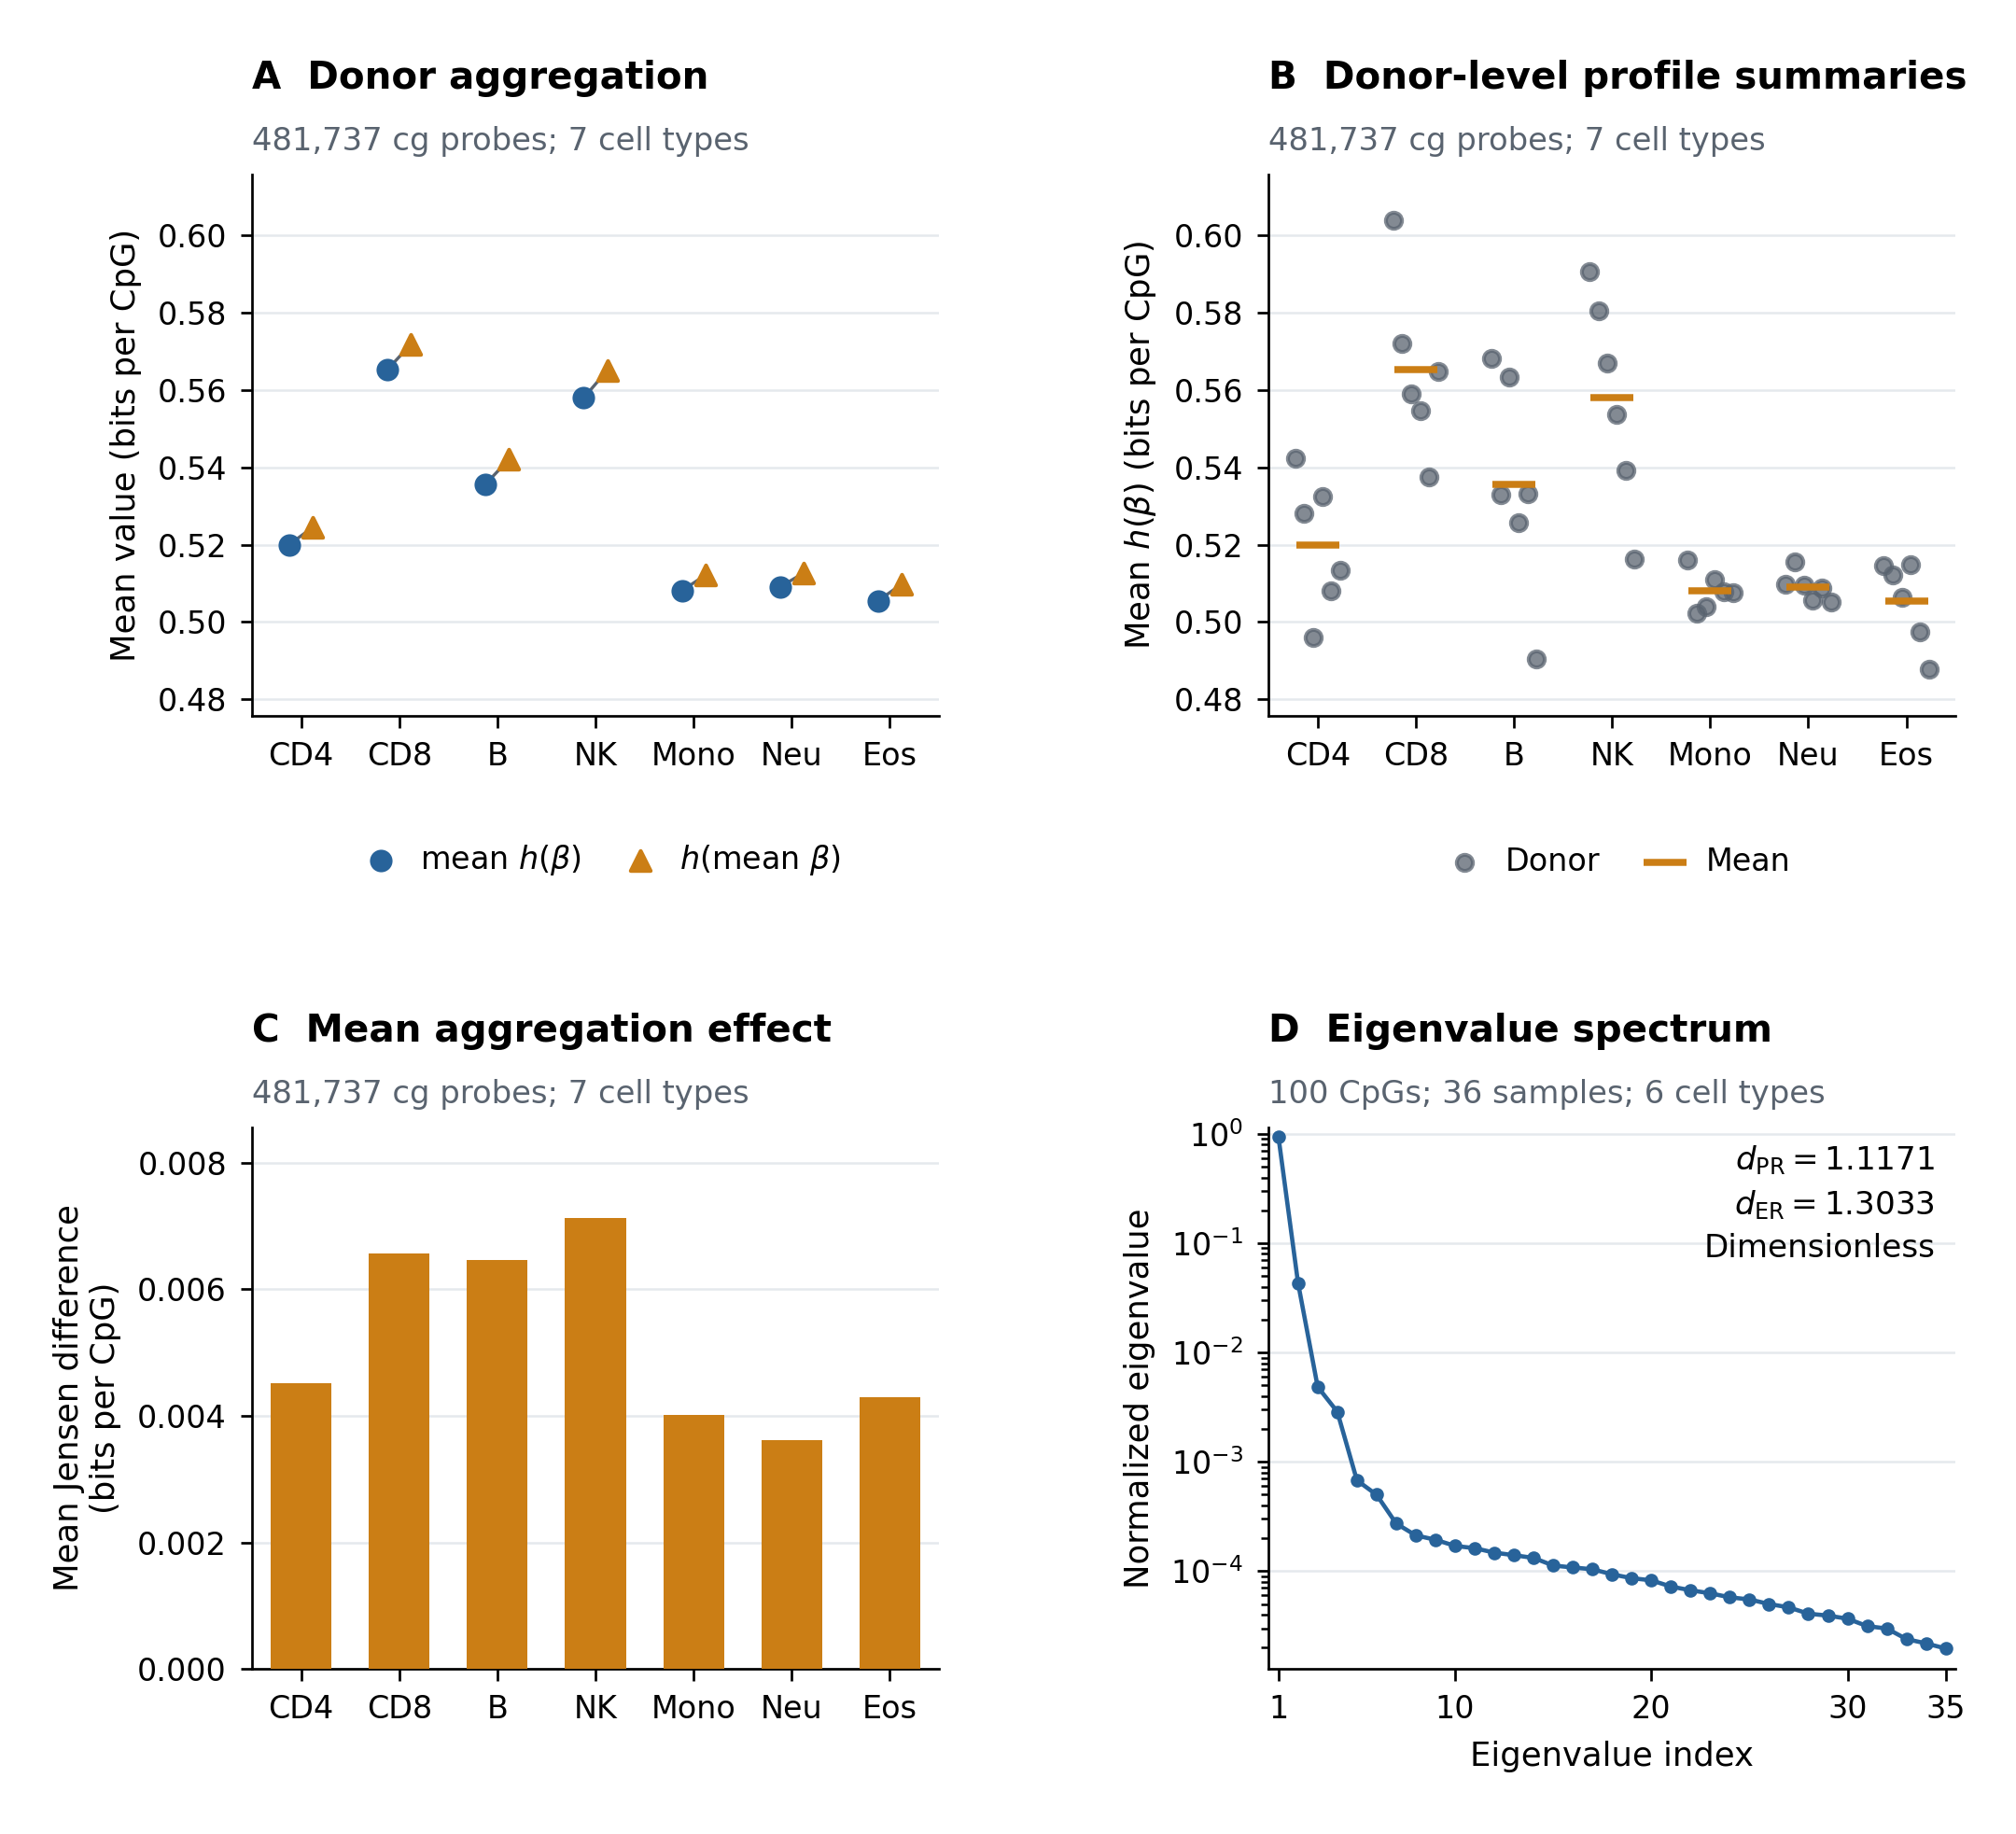 A Donor aggregation
481,737 cg probes; 7 cell types
Mean value (bits per CpG)
0.60
0.58
0.56
0.54
0.52
0.50
0.48
CD4 CD8 B NK Mono Neu Eos
mean h(β) h(mean β)
B Donor-level profile summaries
481,737 cg probes; 7 cell types
Mean h(β) (bits per CpG)
0.60
0.58
0.56
0.54
0.52
0.50
0.48
CD4 CD8 B NK Mono Neu Eos
Donor Mean
C Mean aggregation effect
481,737 cg probes; 7 cell types
Mean Jensen difference
(bits per CpG)
0.008
0.006
0.004
0.002
0.000
CD4 CD8 B NK Mono Neu Eos
D Eigenvalue spectrum
100 CpGs; 36 samples; 6 cell types
Normalized eigenvalue
10⁰
10⁻¹
10⁻²
10⁻³
10⁻⁴
d_PR = 1.1171
d_ER = 1.3033
Dimensionless
1 10 20 30 35
Eigenvalue index